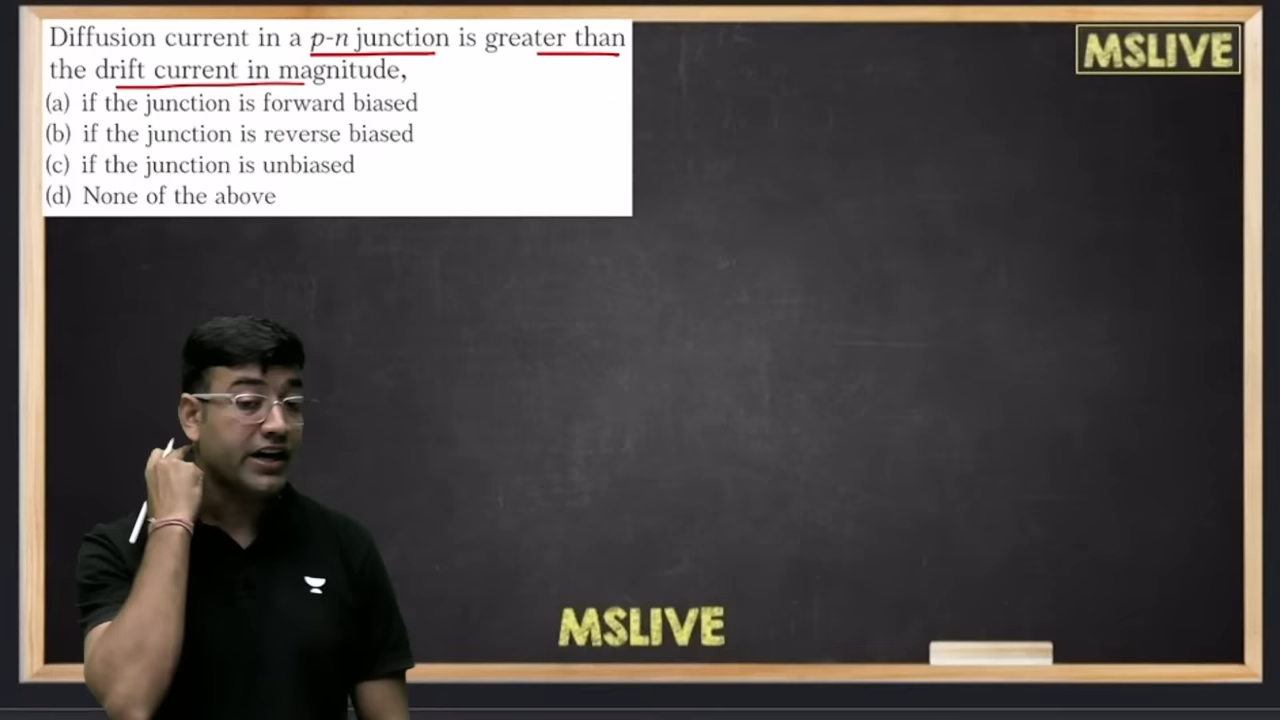 Diffusion current in a p-n junction is greater than
the drift current in magnitude,
(a) if the junction is forward biased
(b) if the junction is reverse biased
(c) if the junction is unbiased
(d) None of the above
MSLIVE
MSLIVE